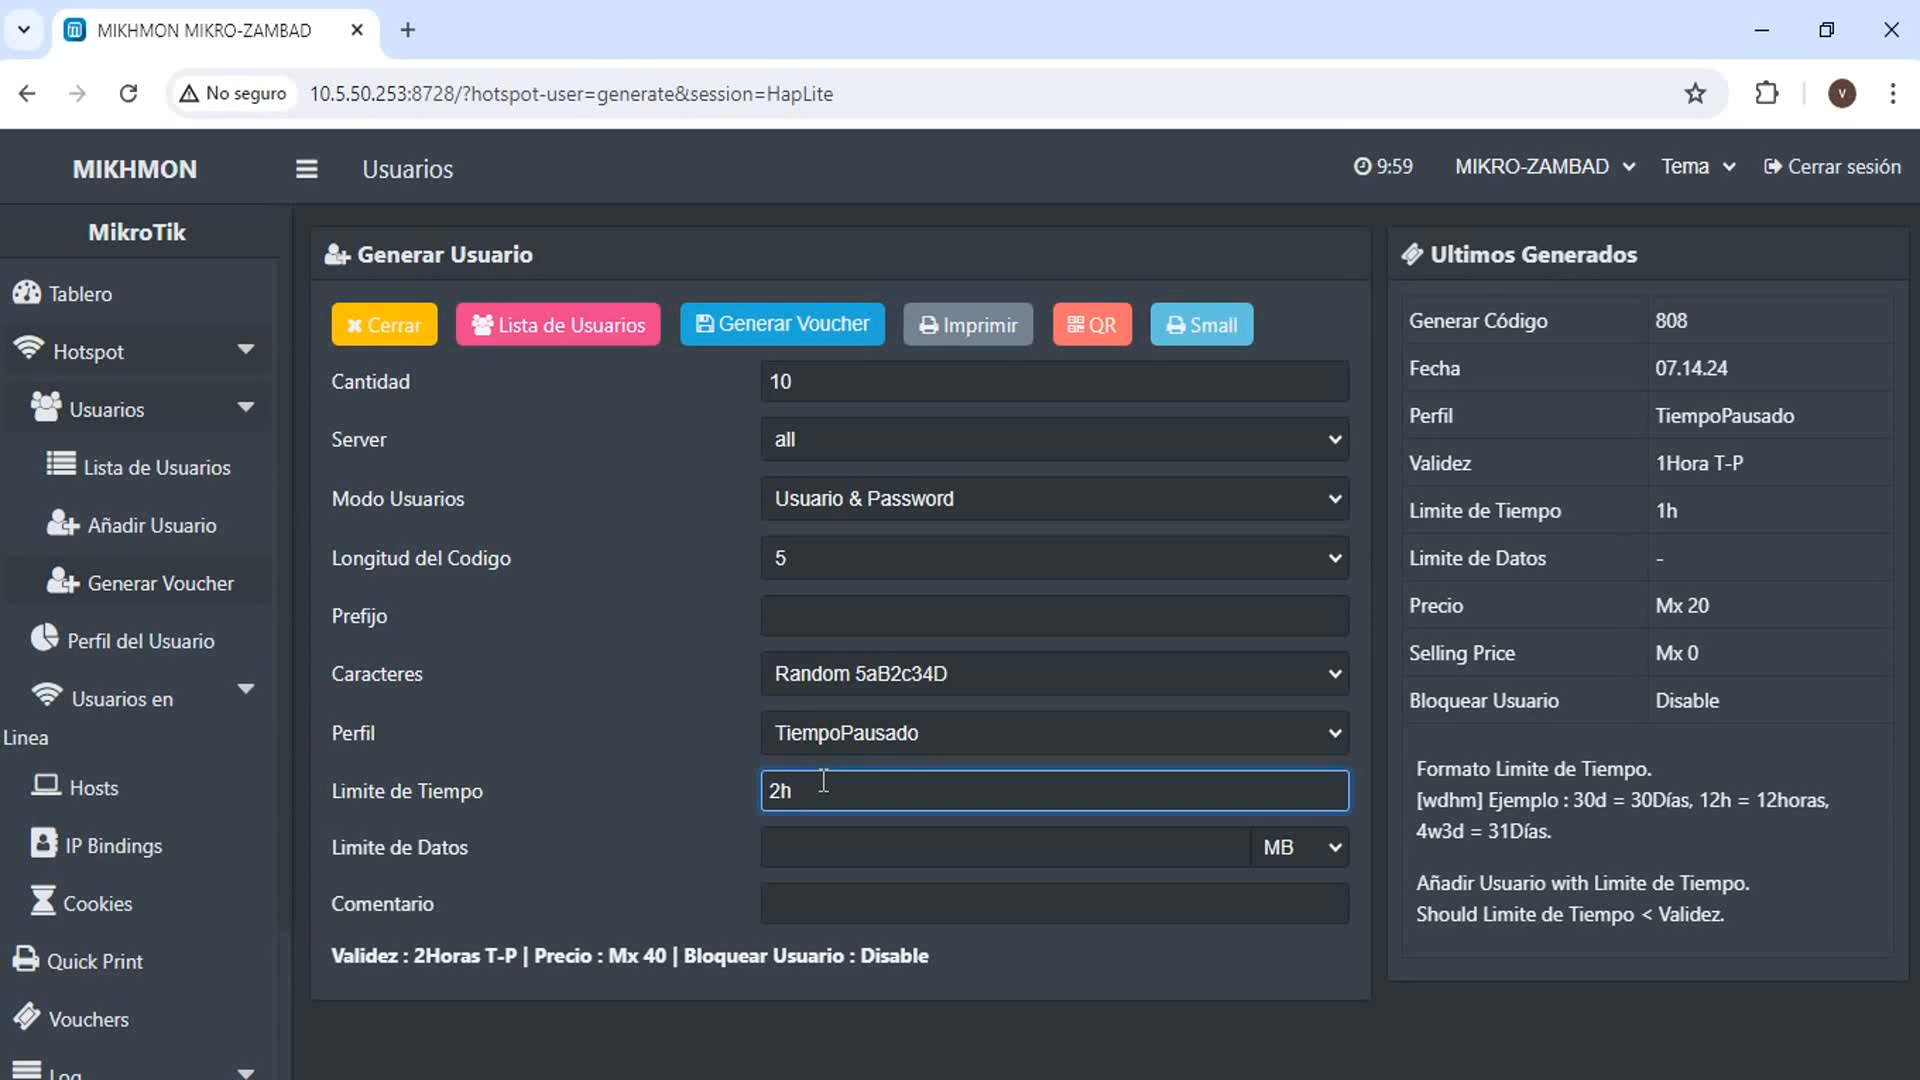 MIKHMON MIKRO-ZAMBAD
No seguro
10.5.50.253:8728/?hotspot-user=generate&session=HapLite
V
MIKHMON
Usuarios
9:59
MIKRO-ZAMBAD
Tema
Cerrar sesión
MikroTik
Tablero
Hotspot
Usuarios
Lista de Usuarios
Añadir Usuario
Generar Voucher
Perfil del Usuario
Usuarios en
Linea
Hosts
IP Bindings
Cookies
Quick Print
Vouchers
Log
Generar Usuario
Cerrar
Lista de Usuarios
Generar Voucher
Imprimir
QR
Small
Cantidad
10
Server
all
Modo Usuarios
Usuario & Password
Longitud del Codigo
5
Prefijo
Caracteres
Random 5aB2c34D
Perfil
TiempoPausado
Limite de Tiempo
2h
Limite de Datos
MB
Comentario
Validez : 2Horas T-P | Precio : Mx 40 | Bloquear Usuario : Disable
Ultimos Generados
Generar Código 808
Fecha 07.14.24
Perfil TiempoPausado
Validez 1Hora T-P
Limite de Tiempo 1h
Limite de Datos -
Precio Mx 20
Selling Price Mx 0
Bloquear Usuario Disable
Formato Limite de Tiempo.
[wdhm] Ejemplo : 30d = 30Días, 12h = 12horas,
4w3d = 31Días.
Añadir Usuario with Limite de Tiempo.
Should Limite de Tiempo < Validez.